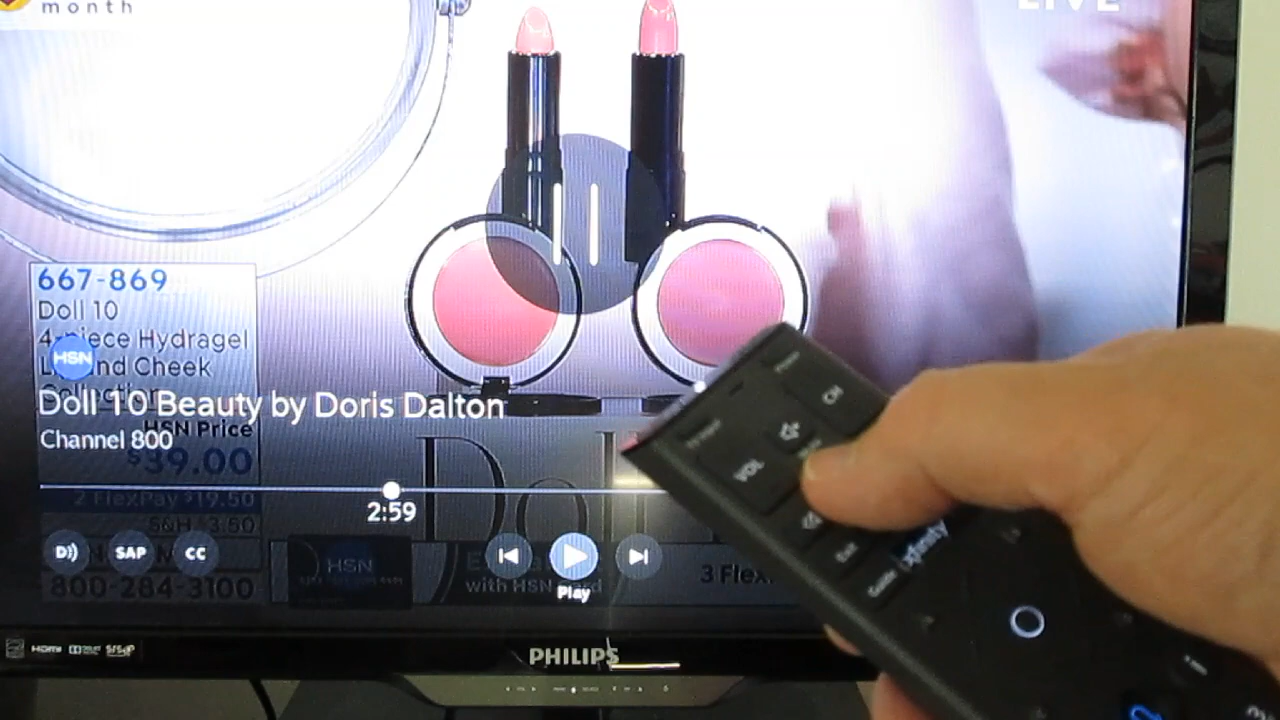 month
LIVE
667-869
Doll 10
4-piece Hydragel
Lip and Cheek
Collection
HSN
Doll 10 Beauty by Doris Dalton
HSN Price
Channel 800
$39.00
2 FlexPay $19.50
S&H 3.50
2:59
D))
SAP
CC
HSN
with HSN Card
3 Flex
Play
800-284-3100
Doll
HDMI
PHILIPS
CH
VOL
Exit
Guide
xfinity